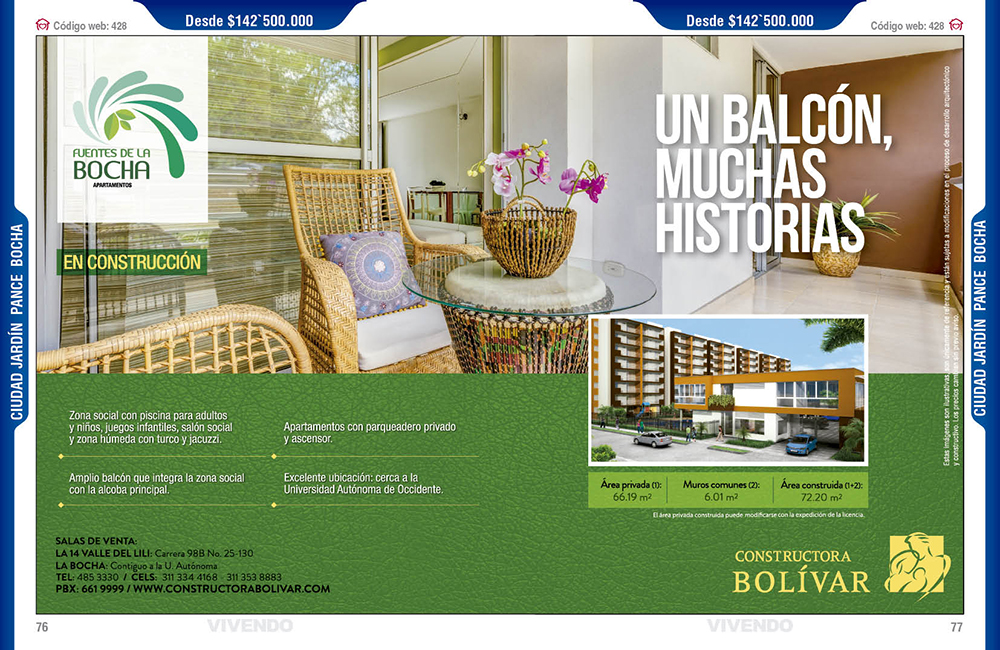 Código web: 428
Desde $142`500.000
Desde $142`500.000
Código web: 428
FUENTES DE LA
BOCHA
APARTAMENTOS
EN CONSTRUCCIÓN
UN BALCÓN,
MUCHAS
HISTORIAS
CIUDAD JARDÍN PANCE BOCHA
CIUDAD JARDÍN PANCE BOCHA
Estas imágenes son ilustrativas, son únicamente de referencia y están sujetas a modificaciones en el proceso de desarrollo arquitectónico
y constructivo. Los precios cambian sin previo aviso.
Zona social con piscina para adultos
y niños, juegos infantiles, salón social
y zona húmeda con turco y jacuzzi.
Apartamentos con parqueadero privado
y ascensor.
Amplio balcón que integra la zona social
con la alcoba principal.
Excelente ubicación: cerca a la
Universidad Autónoma de Occidente.
Área privada (1):
66.19 m²
Muros comunes (2):
6.01 m²
Área construida (1+2):
72.20 m²
El área privada construida puede modificarse con la expedición de la licencia.
SALAS DE VENTA:
LA 14 VALLE DEL LILI: Carrera 98B No. 25-130
LA BOCHA: Contiguo a la U. Autónoma
TEL: 485 3330 / CELS: 311 334 4168 - 311 353 8883
PBX: 661 9999 / WWW.CONSTRUCTORABOLIVAR.COM
CONSTRUCTORA
BOLÍVAR
76
VIVENDO
VIVENDO
77